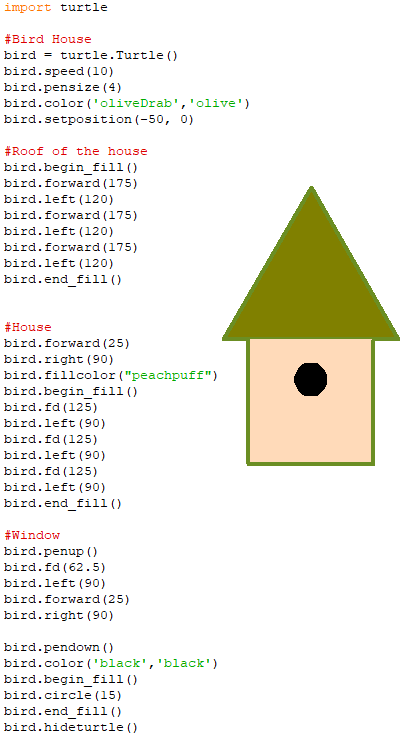 import turtle
#Bird House
bird = turtle.Turtle()
bird.speed(10)
bird.pensize(4)
bird.color('oliveDrab','olive')
bird.setposition(-50, 0)
#Roof of the house
bird.begin_fill()
bird.forward(175)
bird.left(120)
bird.forward(175)
bird.left(120)
bird.forward(175)
bird.left(120)
bird.end_fill()
#House
bird.forward(25)
bird.right(90)
bird.fillcolor("peachpuff")
bird.begin_fill()
bird.fd(125)
bird.left(90)
bird.fd(125)
bird.left(90)
bird.fd(125)
bird.left(90)
bird.end_fill()
#Window
bird.penup()
bird.fd(62.5)
bird.left(90)
bird.forward(25)
bird.right(90)
bird.pendown()
bird.color('black','black')
bird.begin_fill()
bird.circle(15)
bird.end_fill()
bird.hideturtle()